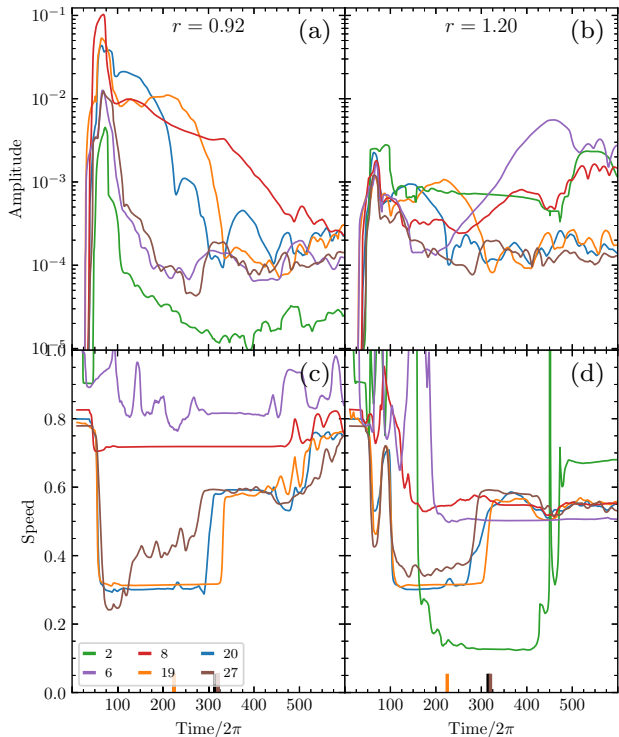 r = 0.92 (a) r = 1.20 (b)
10⁻¹
10⁻²
10⁻³
10⁻⁴
10⁻⁵
Amplitude
(c) (d)
1.0
0.8
0.6
0.4
0.2
0.0
Speed
2 8 20
6 19 27
100 200 300 400 500 100 200 300 400 500
Time/2π Time/2π